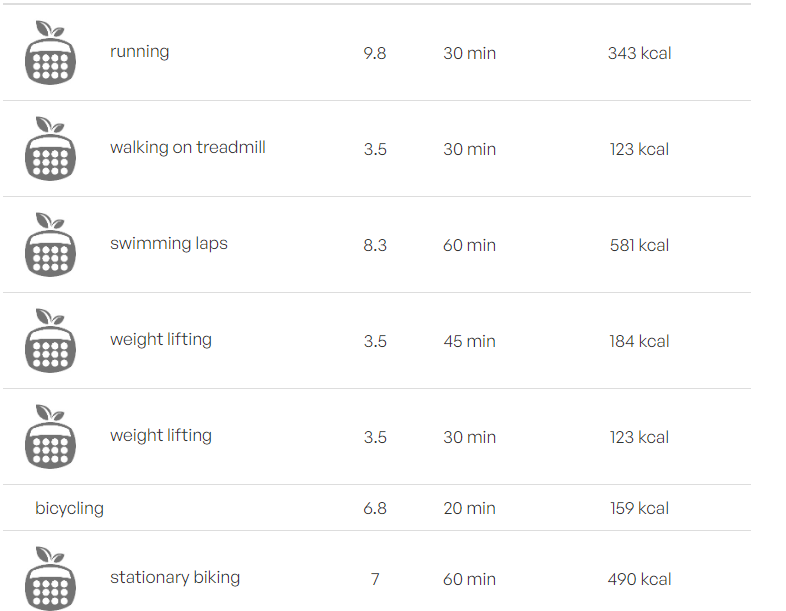 running 9.8 30 min 343 kcal
walking on treadmill 3.5 30 min 123 kcal
swimming laps 8.3 60 min 581 kcal
weight lifting 3.5 45 min 184 kcal
weight lifting 3.5 30 min 123 kcal
bicycling 6.8 20 min 159 kcal
stationary biking 7 60 min 490 kcal